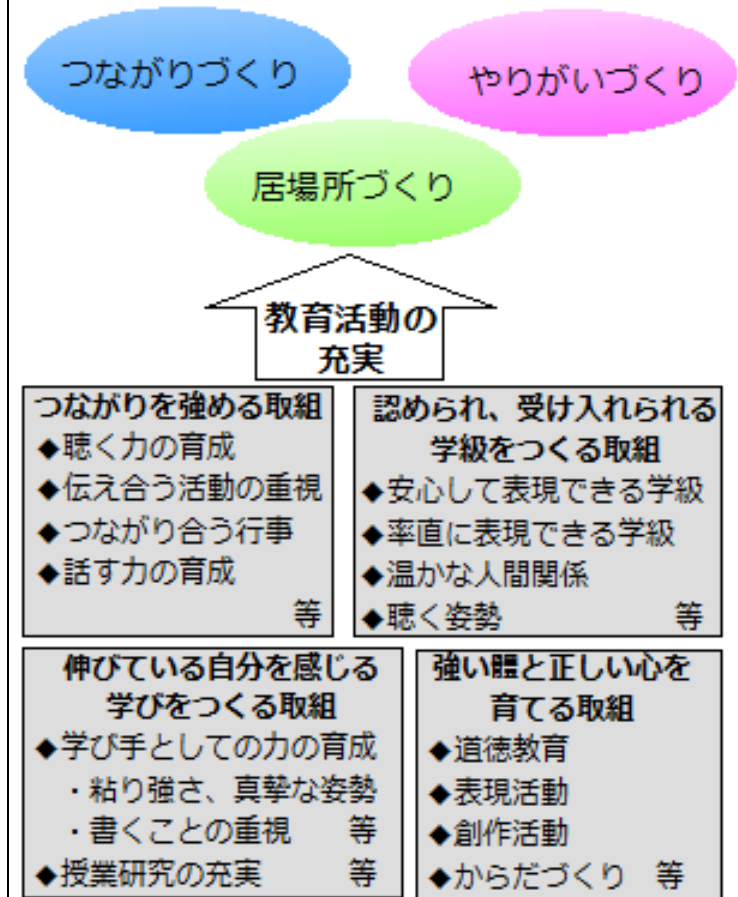 つながりづくり
やりがいづくり
居場所づくり
教育活動の
充実
つながりを強める取組
◆聴く力の育成
◆伝え合う活動の重視
◆つながり合う行事
◆話す力の育成
等
認められ、受け入れられる
学級をつくる取組
◆安心して表現できる学級
◆率直に表現できる学級
◆温かな人間関係
◆聴く姿勢 等
伸びている自分を感じる
学びをつくる取組
◆学び手としての力の育成
・粘り強さ、真摯な姿勢
・書くことの重視 等
◆授業研究の充実 等
強い體と正しい心を
育てる取組
◆道徳教育
◆表現活動
◆創作活動
◆からだづくり 等